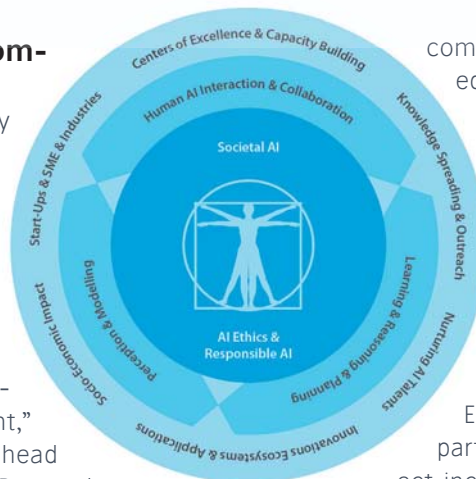 om-
y
-
nt,"
head
com
ec
E
part
Centers of Excellence & Capacity Building
Knowledge Spreading & Outreach
Nurturing AI Talents
Innovations Ecosystems & Applications
Socio-Economic Impact
Start-Ups & SME & Industries
Human AI Interaction & Collaboration
Learning & Reasoning & Planning
Perception & Modelling
Societal AI
AI Ethics &
Responsible AI